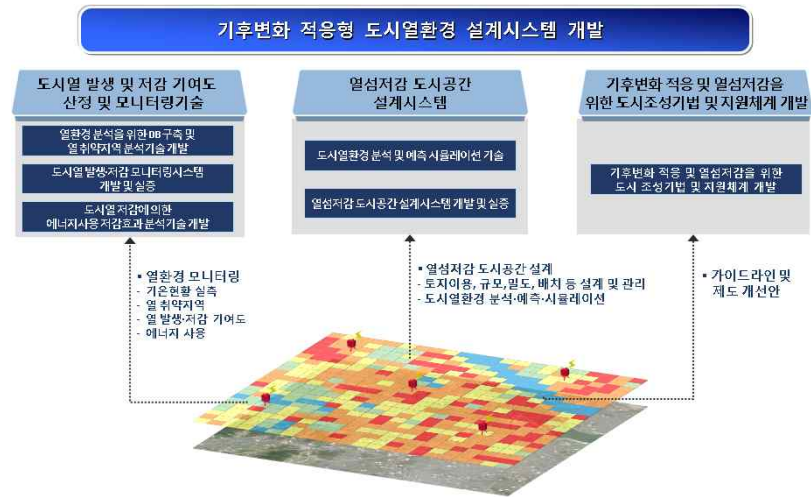 기후변화 적응형 도시열환경 설계시스템 개발
도시열 발생 및 저감 기여도
산정 및 모니터링기술
열환경 분석을 위한 DB 구축 및
열 취약지역 분석기술 개발
도시열 발생·저감 모니터링시스템
개발 및 실증
도시열 저감에 의한
에너지사용 저감효과 분석기술 개발
열섬저감 도시공간
설계시스템
도시열환경 분석 및 예측 시뮬레이션 기술
열섬저감 도시공간 설계시스템 개발 및 실증
기후변화 적응 및 열섬저감을
위한 도시조성기법 및 지원체계 개발
기후변화 적응 및 열섬저감을 위한
도시 조성기법 및 지원체계 개발
▪ 열환경 모니터링
- 기온현황 실측
- 열 취약지역
- 열 발생·저감 기여도
- 에너지 사용
▪ 열섬저감 도시공간 설계
- 토지이용, 규모,밀도, 배치 등 설계 및 관리
- 도시열환경 분석·예측·시뮬레이션
▪ 가이드라인 및
제도 개선안